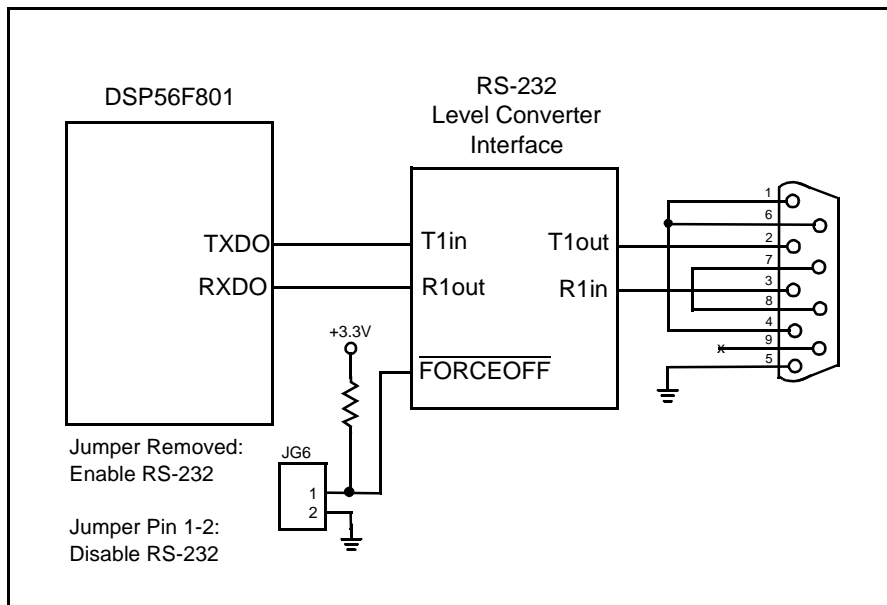 DSP56F801
RS-232
Level Converter
Interface
TXDO
RXDO
T1in
R1out
FORCEOFF
T1out
R1in
1
6
2
7
3
8
4
9
x
5
+3.3V
JG6
1
2
Jumper Removed:
Enable RS-232
Jumper Pin 1-2:
Disable RS-232